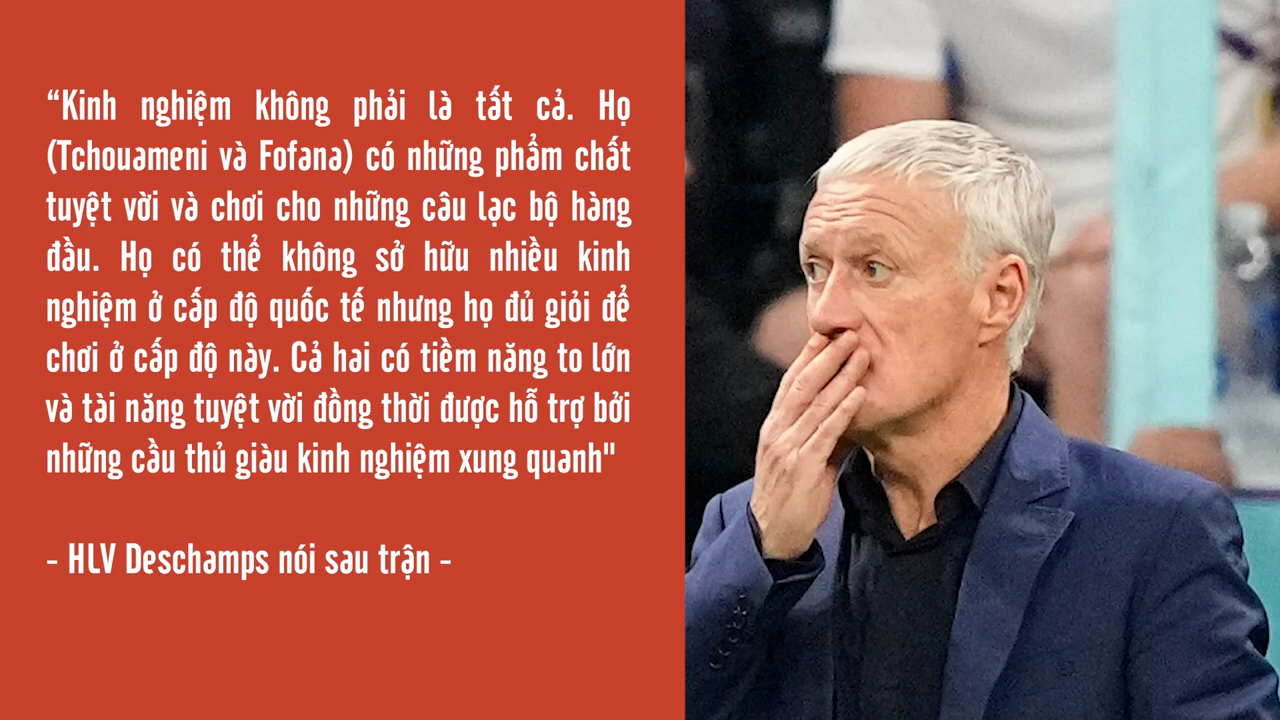 “Kinh nghiệm không phải là tất cả. Họ
(Tchouameni và Fofana) có những phẩm chất
tuyệt vời và chơi cho những câu lạc bộ hàng
đầu. Họ có thể không sở hữu nhiều kinh
nghiệm ở cấp độ quốc tế nhưng họ đủ giỏi để
chơi ở cấp độ này. Cả hai có tiềm năng to lớn
và tài năng tuyệt vời đồng thời được hỗ trợ bởi
những cầu thủ giàu kinh nghiệm xung quanh"
- HLV Deschamps nói sau trận -